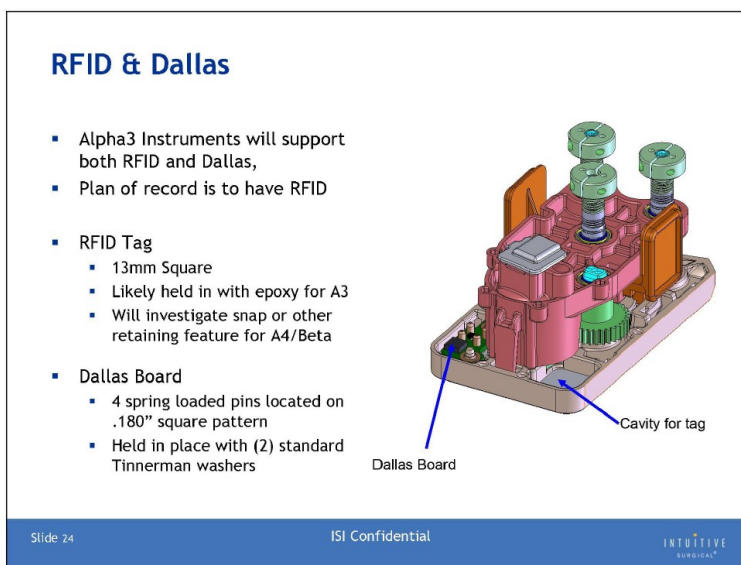 RFID & Dallas
▪ Alpha3 Instruments will support
both RFID and Dallas,
▪ Plan of record is to have RFID
▪ RFID Tag
▪ 13mm Square
▪ Likely held in with epoxy for A3
▪ Will investigate snap or other
retaining feature for A4/Beta
▪ Dallas Board
▪ 4 spring loaded pins located on
.180” square pattern
▪ Held in place with (2) standard
Tinnerman washers
Cavity for tag
Dallas Board
Slide 24
ISI Confidential
INTUITIVE
SURGICAL®